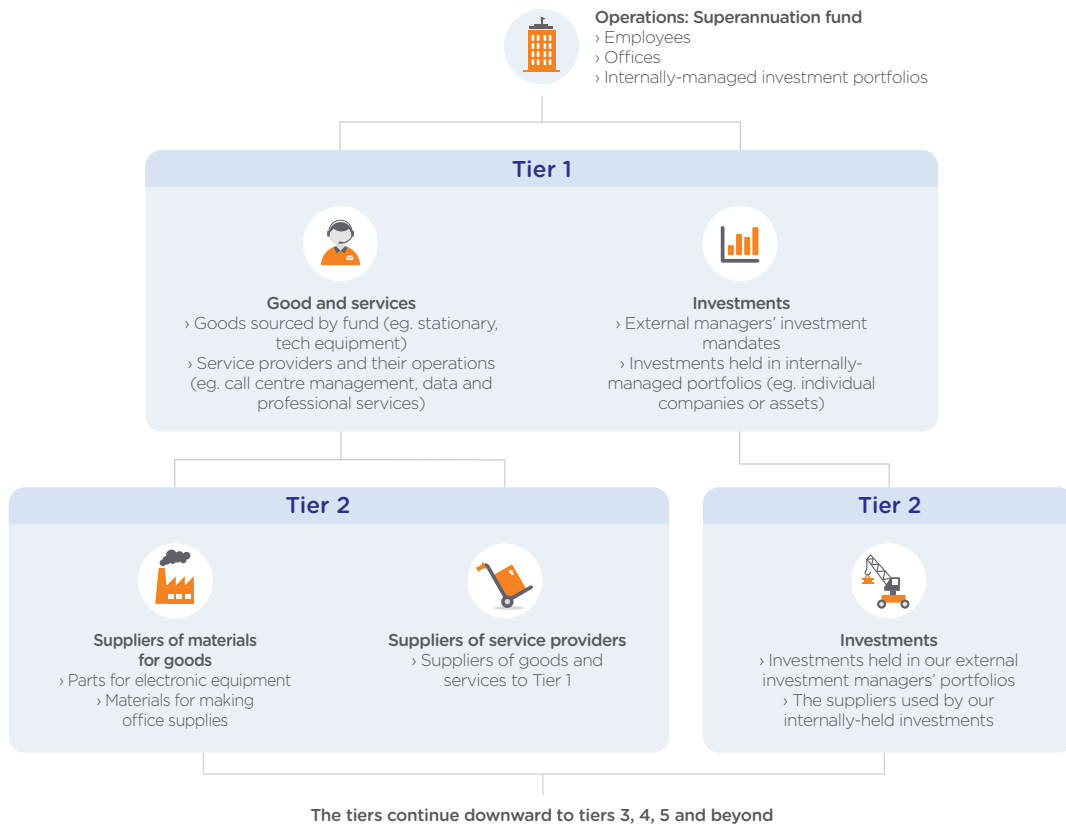 Operations: Superannuation fund
› Employees
› Offices
› Internally-managed investment portfolios
Tier 1
Good and services
› Goods sourced by fund (eg. stationary,
tech equipment)
› Service providers and their operations
(eg. call centre management, data and
professional services)
Investments
› External managers’ investment
mandates
› Investments held in internally-
managed portfolios (eg. individual
companies or assets)
Tier 2
Suppliers of materials
for goods
› Parts for electronic equipment
› Materials for making
office supplies
Suppliers of service providers
› Suppliers of goods and
services to Tier 1
Tier 2
Investments
› Investments held in our external
investment managers’ portfolios
› The suppliers used by our
internally-held investments
The tiers continue downward to tiers 3, 4, 5 and beyond